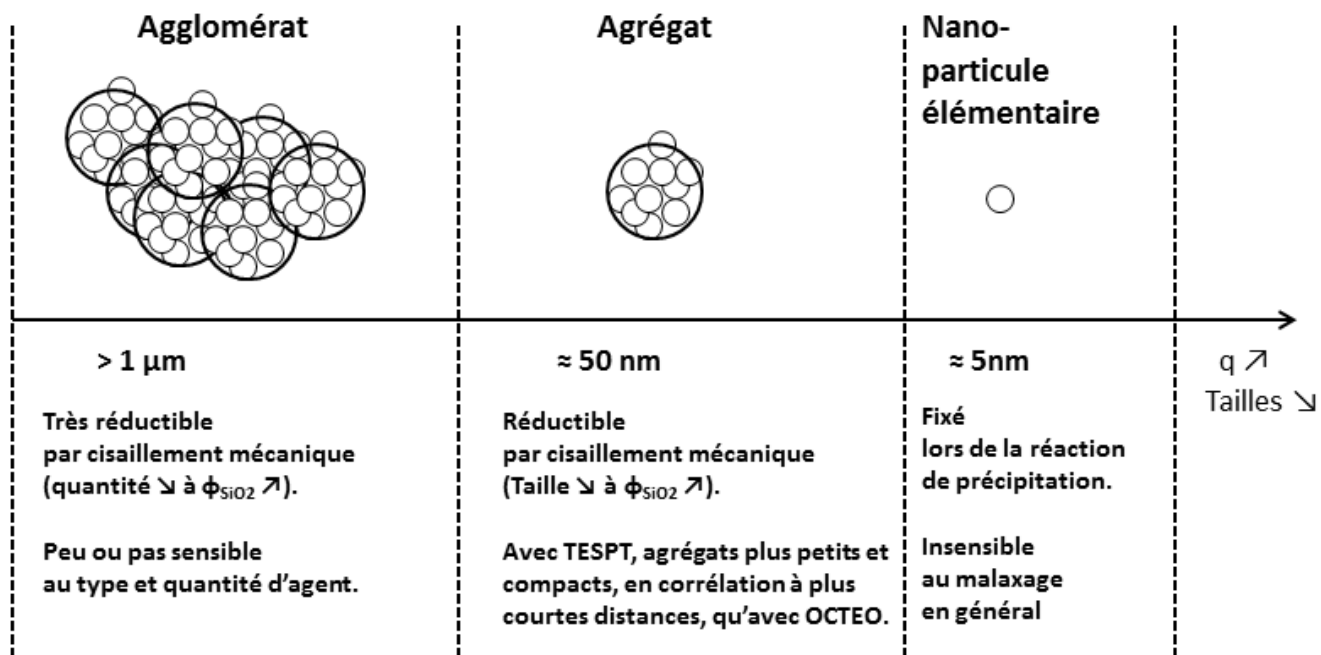 Agglomérat
Agrégat
Nano-
particule
élémentaire
> 1 µm
≈ 50 nm
≈ 5nm
q ↗
Tailles ↘
Très réductible
par cisaillement mécanique
(quantité ↘ à ϕSiO2 ↗).
Peu ou pas sensible
au type et quantité d’agent.
Réductible
par cisaillement mécanique
(Taille ↘ à ϕSiO2 ↗).
Avec TESPT, agrégats plus petits et
compacts, en corrélation à plus
courtes distances, qu’avec OCTEO.
Fixé
lors de la réaction
de précipitation.
Insensible
au malaxage
en général